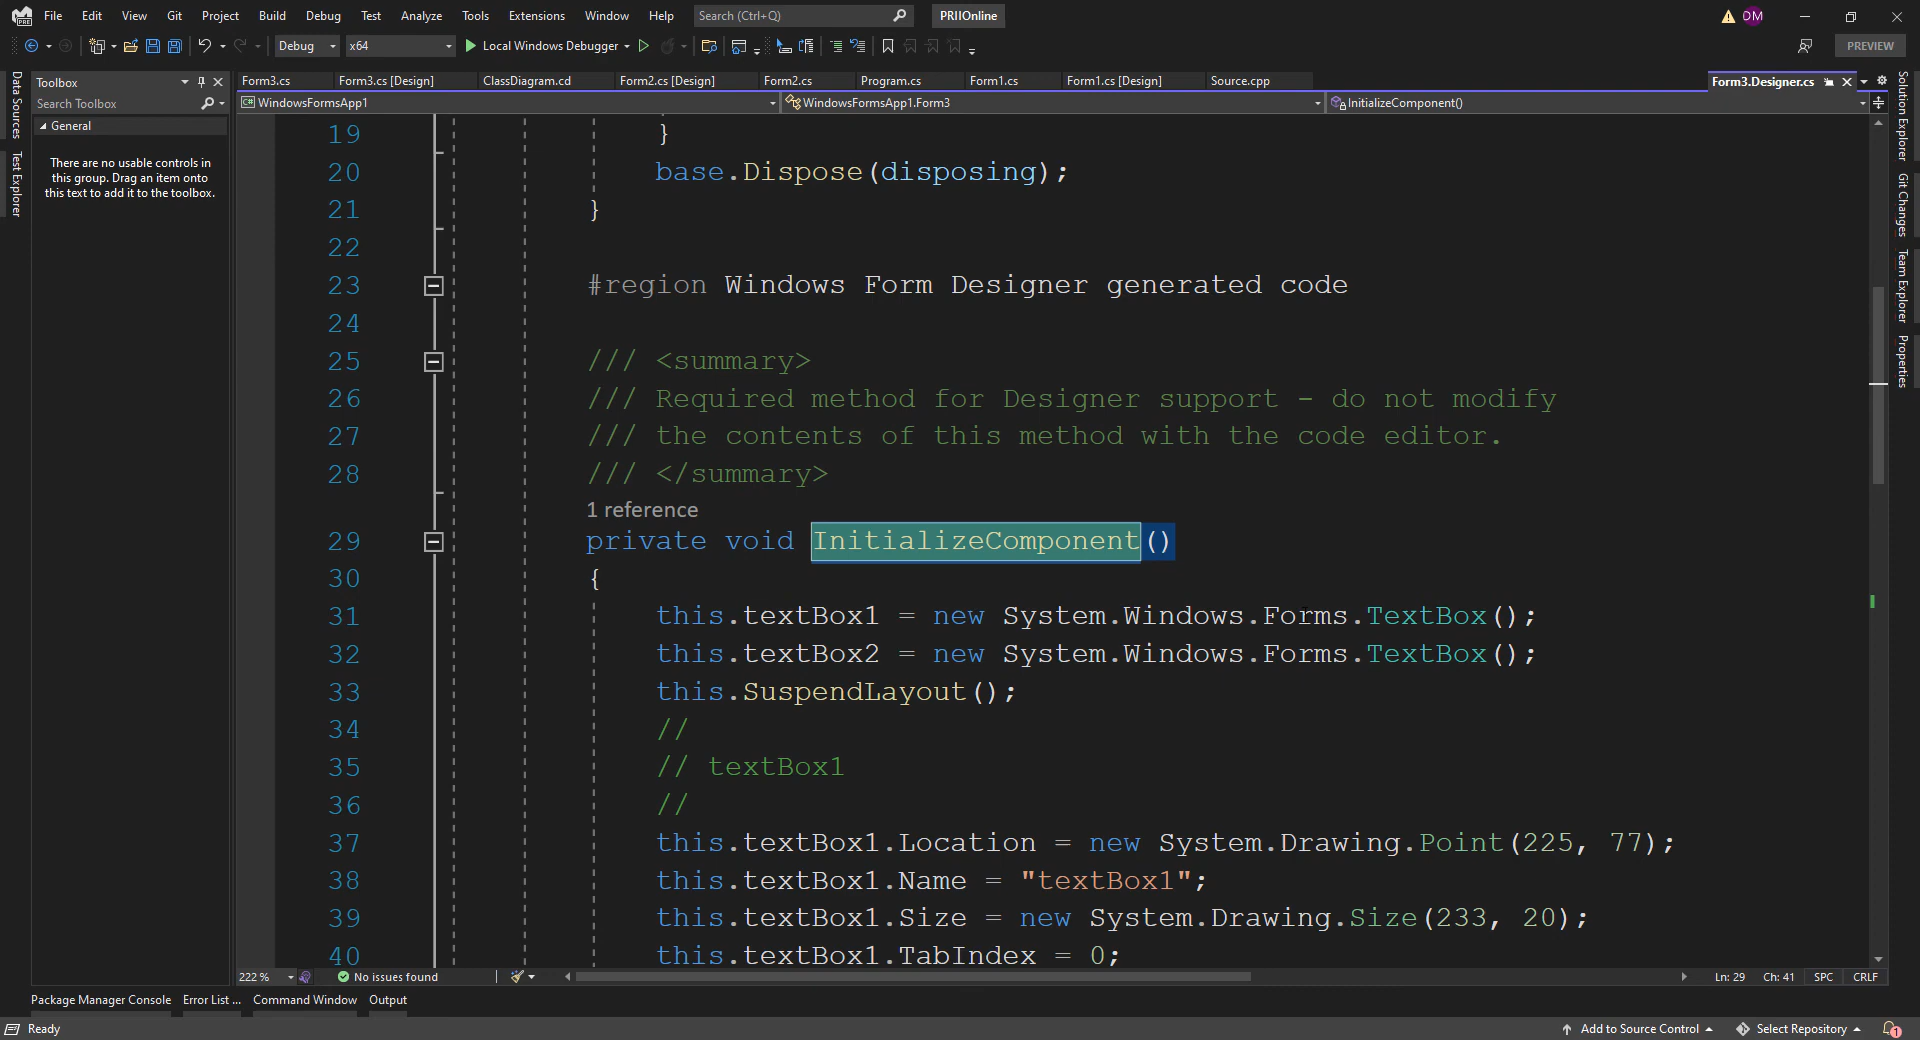 File Edit View Git Project Build Debug Test Analyze Tools Extensions Window Help Search (Ctrl+Q) PRIIOnline DM
Debug x64 Local Windows Debugger PREVIEW
Data Sources
Test Explorer
Toolbox
Search Toolbox
General
There are no usable controls in
this group. Drag an item onto
this text to add it to the toolbox.
Form3.cs Form3.cs [Design] ClassDiagram.cd Form2.cs [Design] Form2.cs Program.cs Form1.cs Form1.cs [Design] Source.cpp Form3.Designer.cs
WindowsFormsApp1 WindowsFormsApp1.Form3 InitializeComponent()
19 }
20 base.Dispose(disposing);
21 }
22
23 #region Windows Form Designer generated code
24
25 /// <summary>
26 /// Required method for Designer support - do not modify
27 /// the contents of this method with the code editor.
28 /// </summary>
1 reference
29 private void InitializeComponent()
30 {
31 this.textBox1 = new System.Windows.Forms.TextBox();
32 this.textBox2 = new System.Windows.Forms.TextBox();
33 this.SuspendLayout();
34 //
35 // textBox1
36 //
37 this.textBox1.Location = new System.Drawing.Point(225, 77);
38 this.textBox1.Name = "textBox1";
39 this.textBox1.Size = new System.Drawing.Size(233, 20);
40 this.textBox1.TabIndex = 0;
222 % No issues found Ln: 29 Ch: 41 SPC CRLF
Solution Explorer
Git Changes
Team Explorer
Properties
Package Manager Console Error List ... Command Window Output
Ready Add to Source Control Select Repository 1